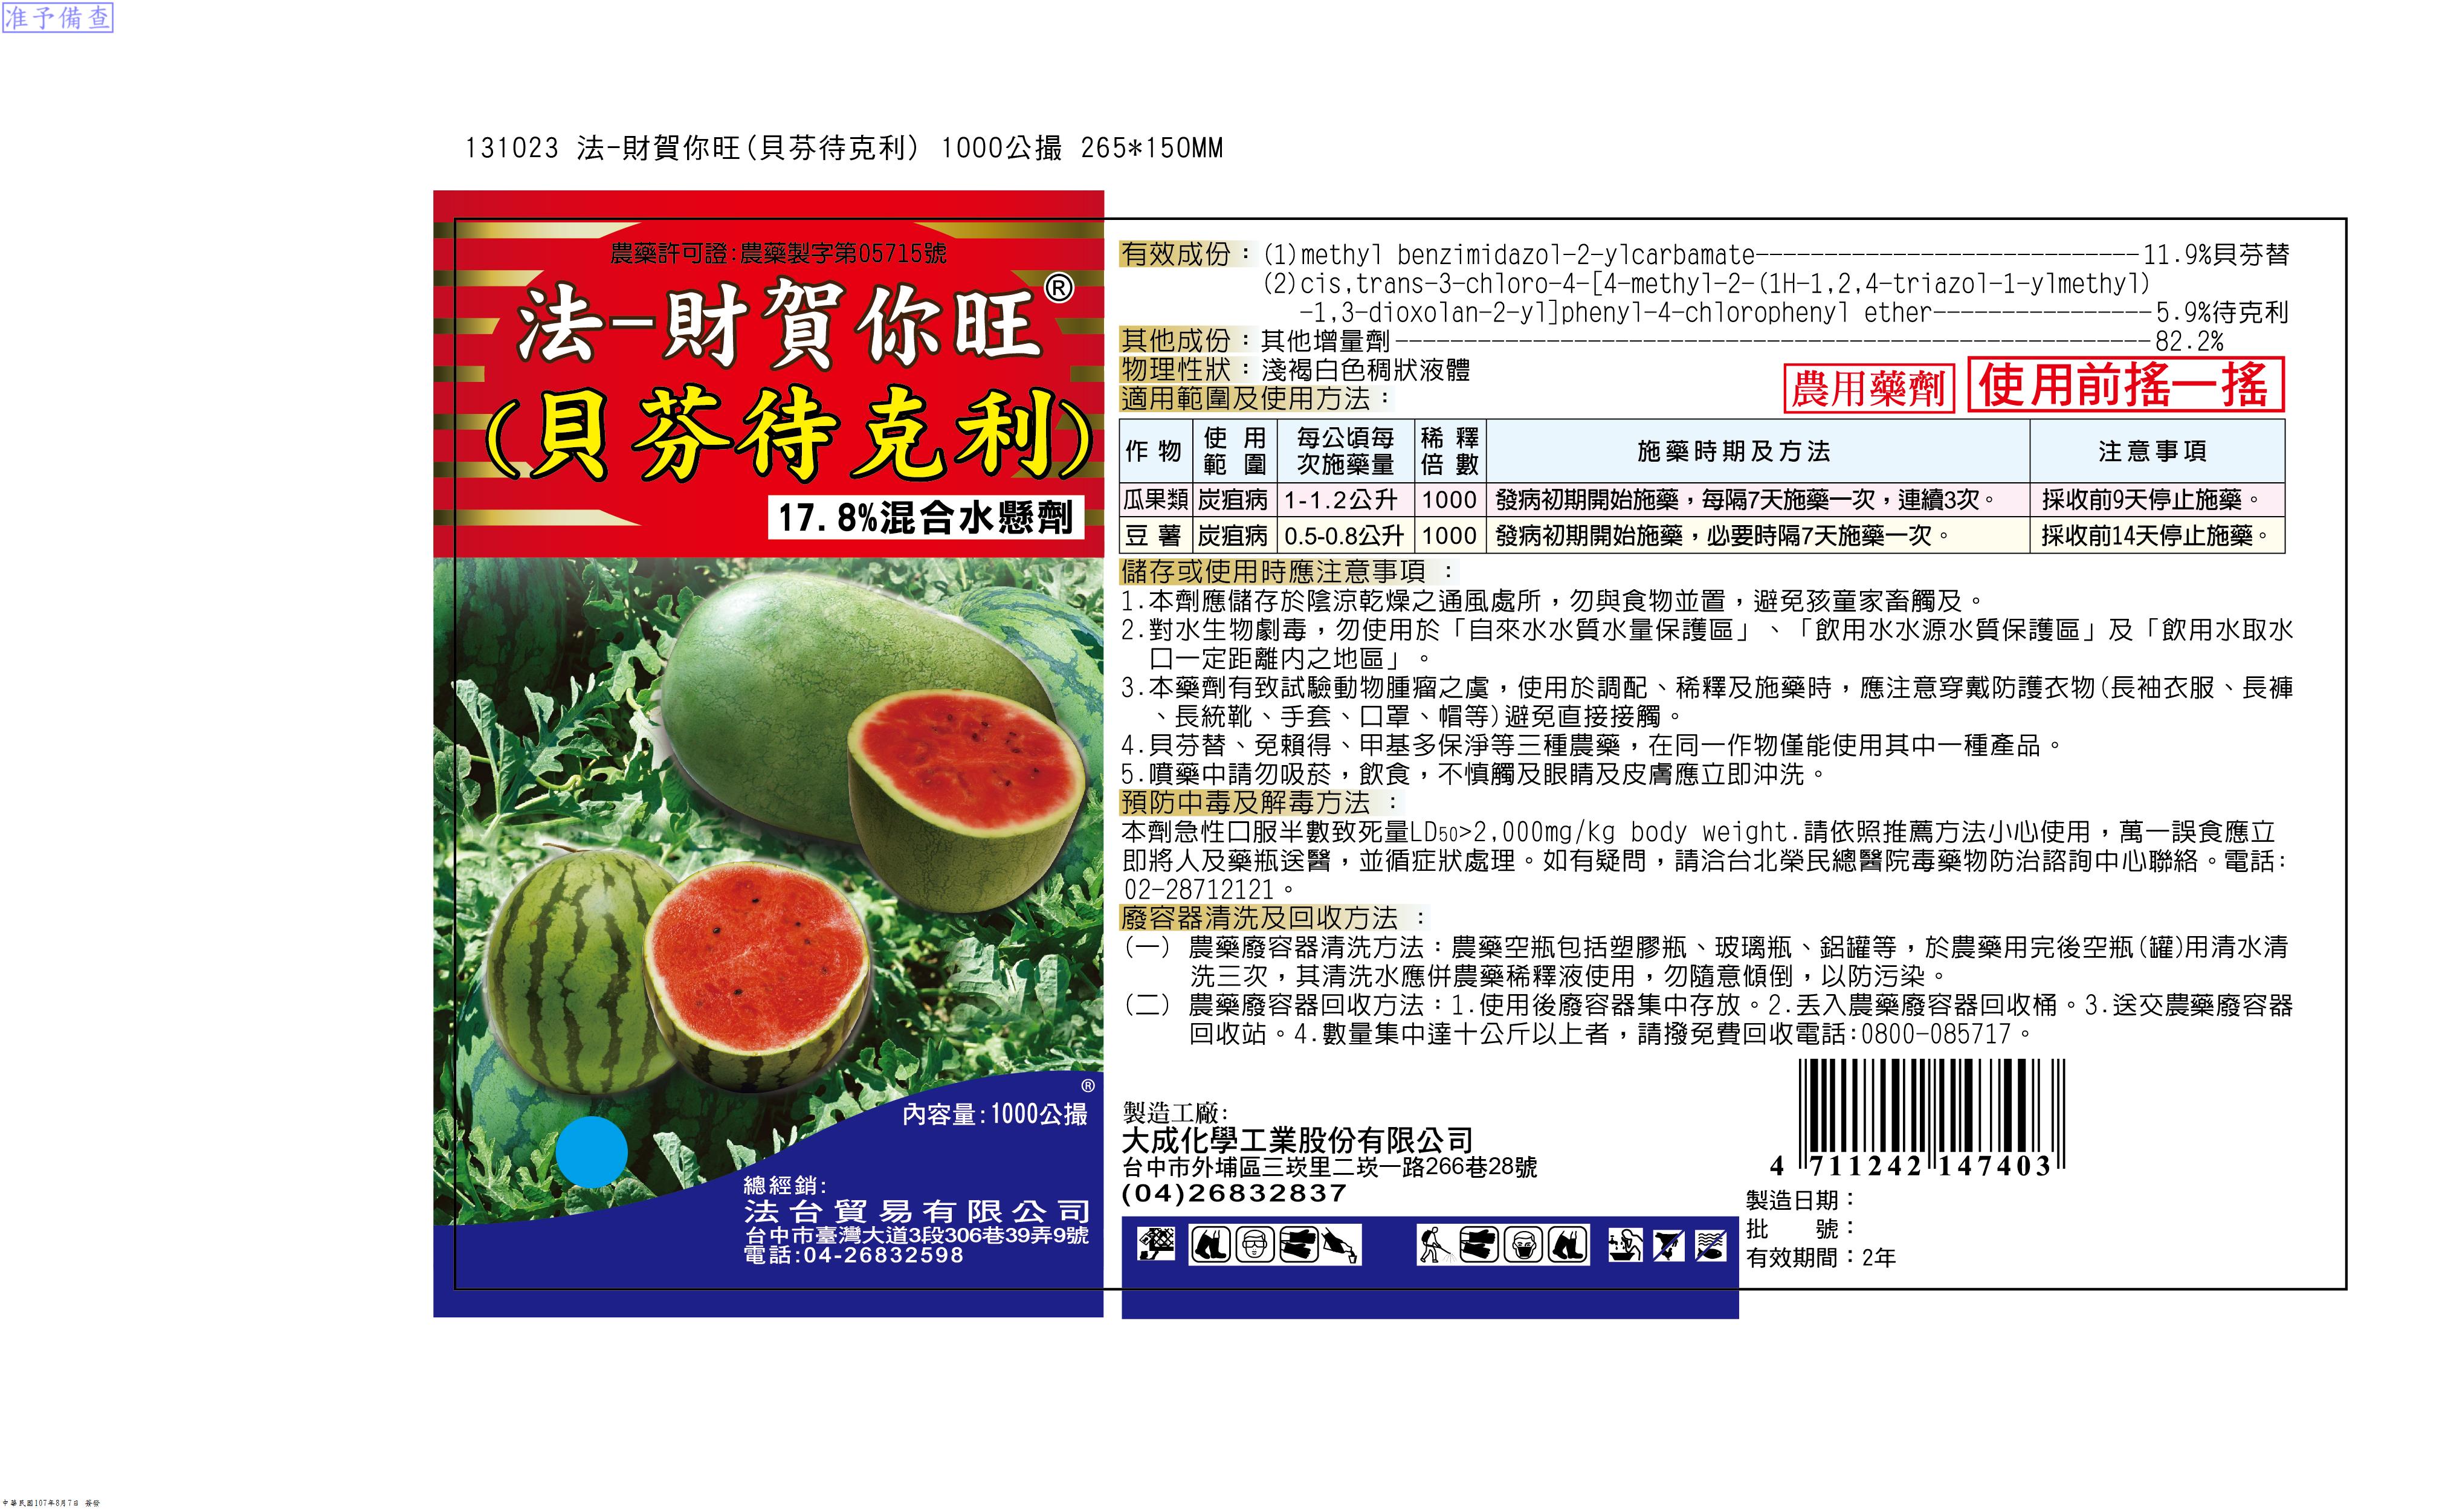 准予備查
131023 法-財賀你旺(貝芬待克利) 1000公撮 265*150MM
農藥許可證:農藥製字第05715號
法-財賀你旺®
(貝芬待克利)
17.8%混合水懸劑
®
內容量:1000公撮
總經銷:
法台貿易有限公司
台中市臺灣大道3段306巷39弄9號
電話:04-26832598
有效成份：(1)methyl benzimidazol-2-ylcarbamate----------------------------11.9%貝芬替
(2)cis,trans-3-chloro-4-[4-methyl-2-(1H-1,2,4-triazol-1-ylmethyl)
-1,3-dioxolan-2-yl]phenyl-4-chlorophenyl ether----------------5.9%待克利
其他成份：其他增量劑-------------------------------------------------------82.2%
物理性狀：淺褐白色稠狀液體
農用藥劑 使用前搖一搖
適用範圍及使用方法：
作物 使用範圍 每公頃每次施藥量 稀釋倍數 施藥時期及方法 注意事項
瓜果類 炭疽病 1-1.2公升 1000 發病初期開始施藥，每隔7天施藥一次，連續3次。 採收前9天停止施藥。
豆薯 炭疽病 0.5-0.8公升 1000 發病初期開始施藥，必要時隔7天施藥一次。 採收前14天停止施藥。
儲存或使用時應注意事項：
1.本劑應儲存於陰涼乾燥之通風處所，勿與食物並置，避免孩童家畜觸及。
2.對水生物劇毒，勿使用於「自來水水質水量保護區」、「飲用水水源水質保護區」及「飲用水取水
口一定距離內之地區」。
3.本藥劑有致試驗動物腫瘤之虞，使用於調配、稀釋及施藥時，應注意穿戴防護衣物(長袖衣服、長褲
、長統靴、手套、口罩、帽等)避免直接接觸。
4.貝芬替、免賴得、甲基多保淨等三種農藥，在同一作物僅能使用其中一種產品。
5.噴藥中請勿吸菸，飲食，不慎觸及眼睛及皮膚應立即沖洗。
預防中毒及解毒方法：
本劑急性口服半數致死量LD50>2,000mg/kg body weight.請依照推薦方法小心使用，萬一誤食應立
即將人及藥瓶送醫，並循症狀處理。如有疑問，請洽台北榮民總醫院毒藥物防治諮詢中心聯絡。電話:
02-28712121。
廢容器清洗及回收方法：
(一) 農藥廢容器清洗方法：農藥空瓶包括塑膠瓶、玻璃瓶、鋁罐等，於農藥用完後空瓶(罐)用清水清
洗三次，其清洗水應併農藥稀釋液使用，勿隨意傾倒，以防污染。
(二) 農藥廢容器回收方法：1.使用後廢容器集中存放。2.丟入農藥廢容器回收桶。3.送交農藥廢容器
回收站。4.數量集中達十公斤以上者，請撥免費回收電話:0800-085717。
製造工廠:
大成化學工業股份有限公司
台中市外埔區三崁里二崁一路266巷28號
(04)26832837
4 711242 147403
製造日期：
批　　號：
有效期間：2年
中華民國107年8月7日 簽發